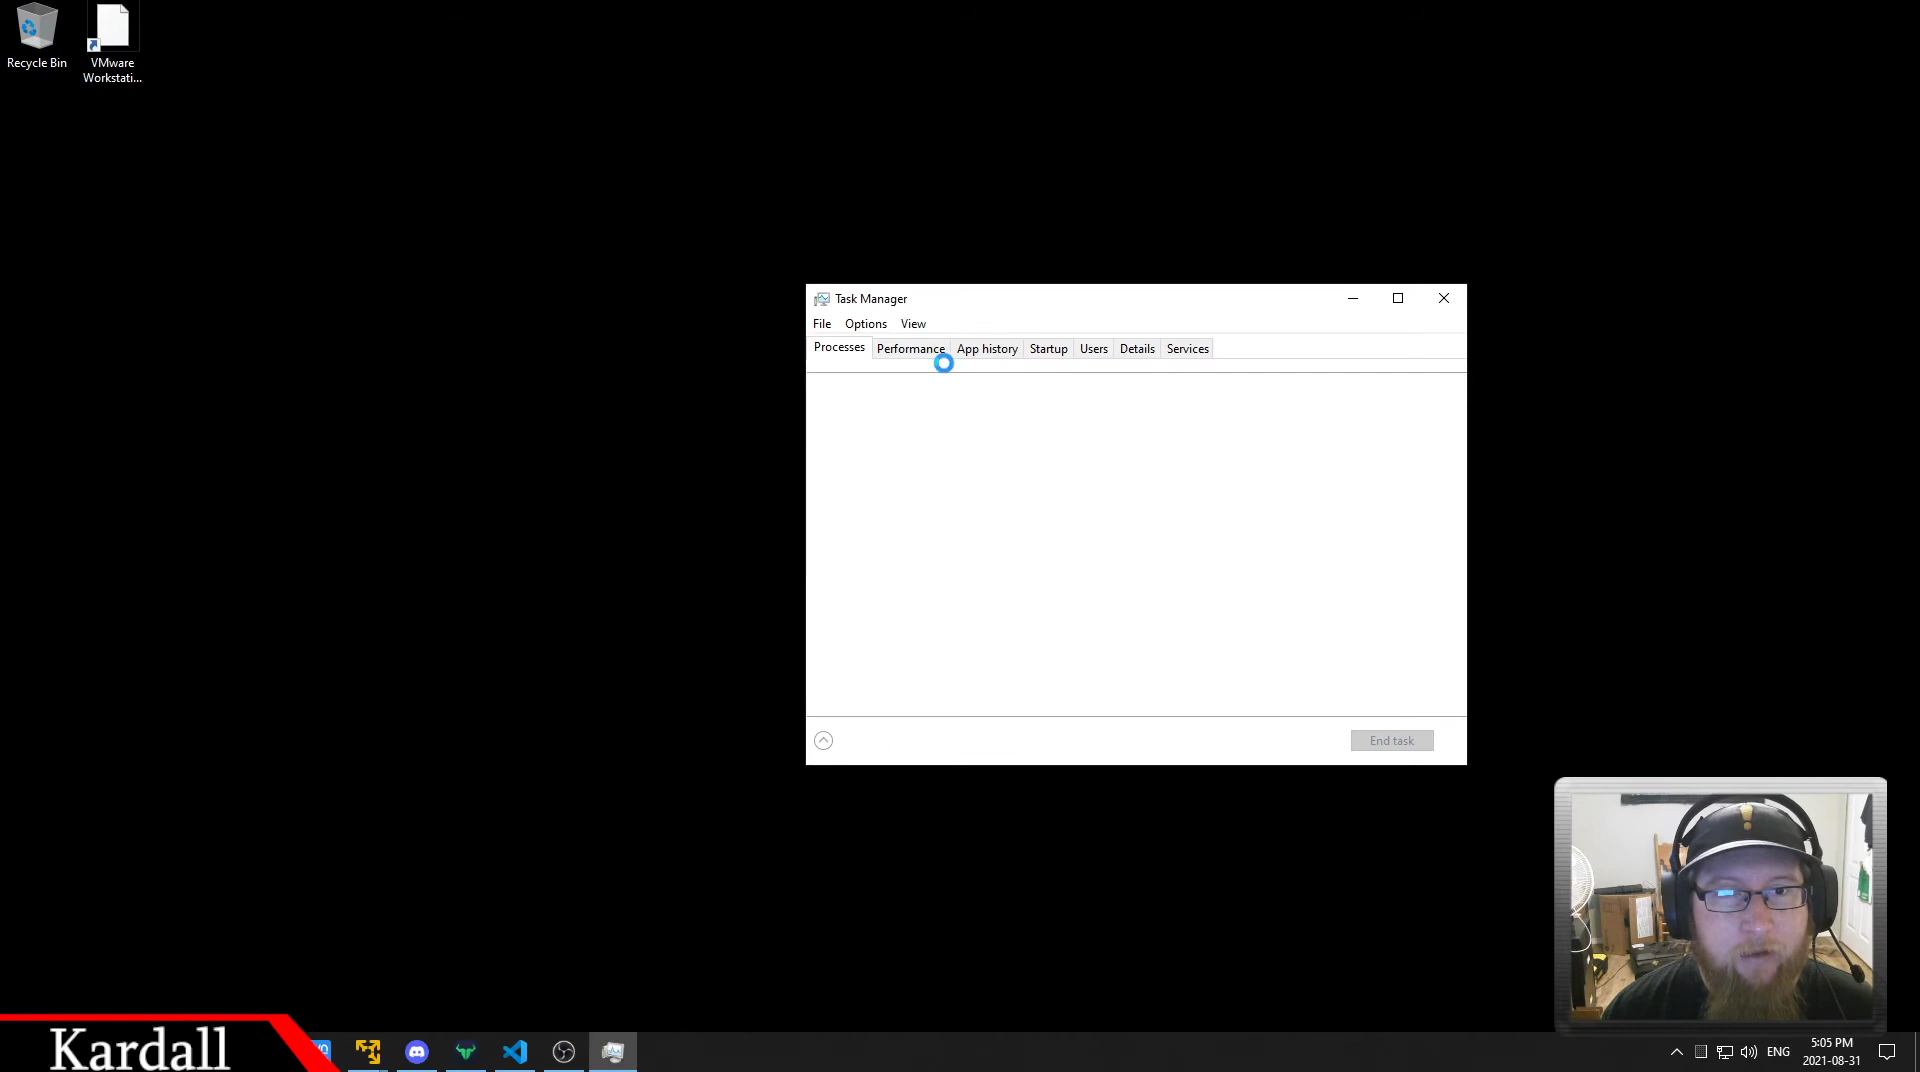 Recycle Bin
VMware
Workstati...
Task Manager
File Options View
Processes Performance App history Startup Users Details Services
End task
Kardall
ENG
5:05 PM
2021-08-31